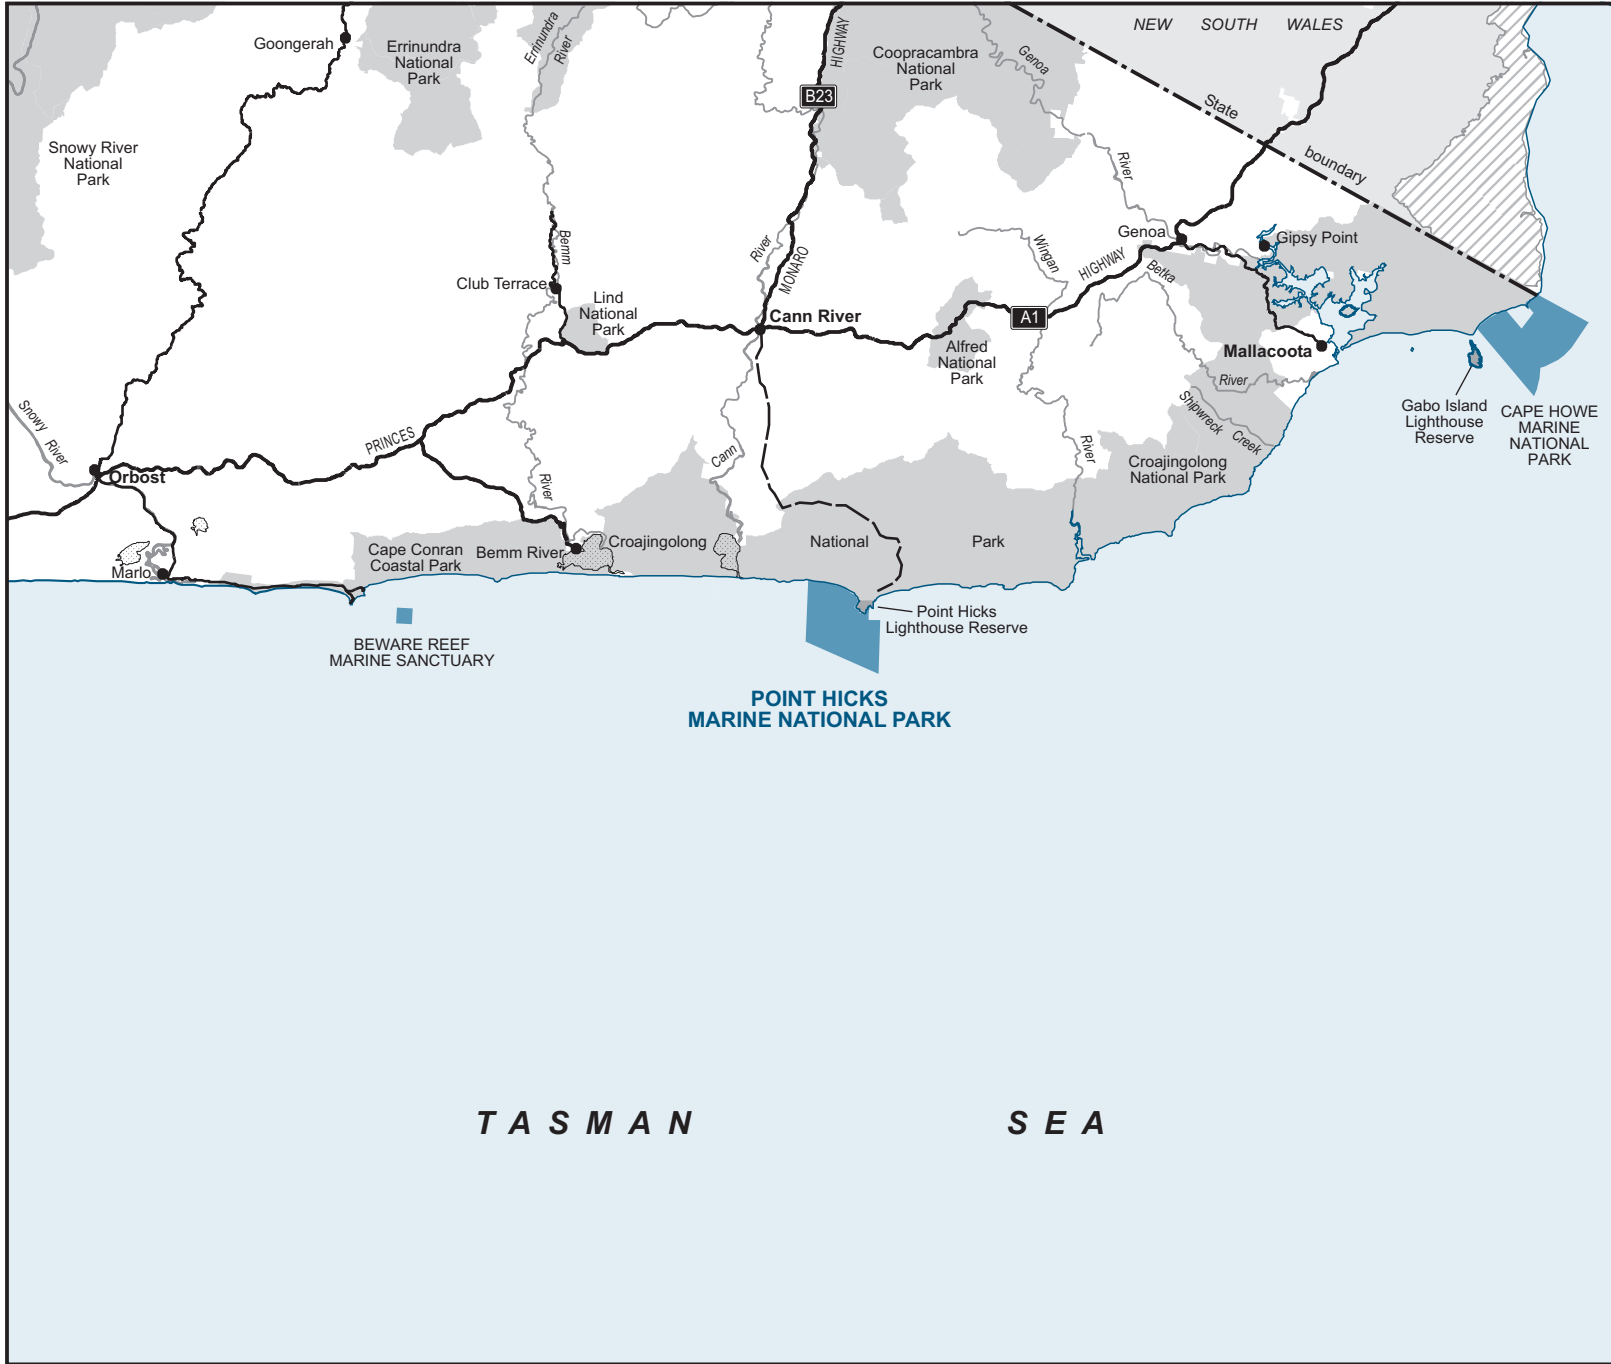 NEW SOUTH WALES
Goongerah
Errinundra
National
Park
Errinundra
River
HIGHWAY
Coopracambra
National
Park
Genoa
B23
State
boundary
Snowy River
National
Park
River
Genoa
Gipsy Point
Bemm
River
MONARO
Wingan
HIGHWAY
Betka
Club Terrace
Lind
National
Park
Cann River
A1
Alfred
National
Park
Mallacoota
River
Shipwreck
Creek
Gabo Island
Lighthouse
Reserve
CAPE HOWE
MARINE
NATIONAL
PARK
Snowy
River
PRINCES
Orbost
Cann
River
River
Croajingolong
National Park
Marlo
Cape Conran
Coastal Park
Bemm River
Croajingolong
National
Park
Point Hicks
Lighthouse Reserve
BEWARE REEF
MARINE SANCTUARY
POINT HICKS
MARINE NATIONAL PARK
TASMAN SEA